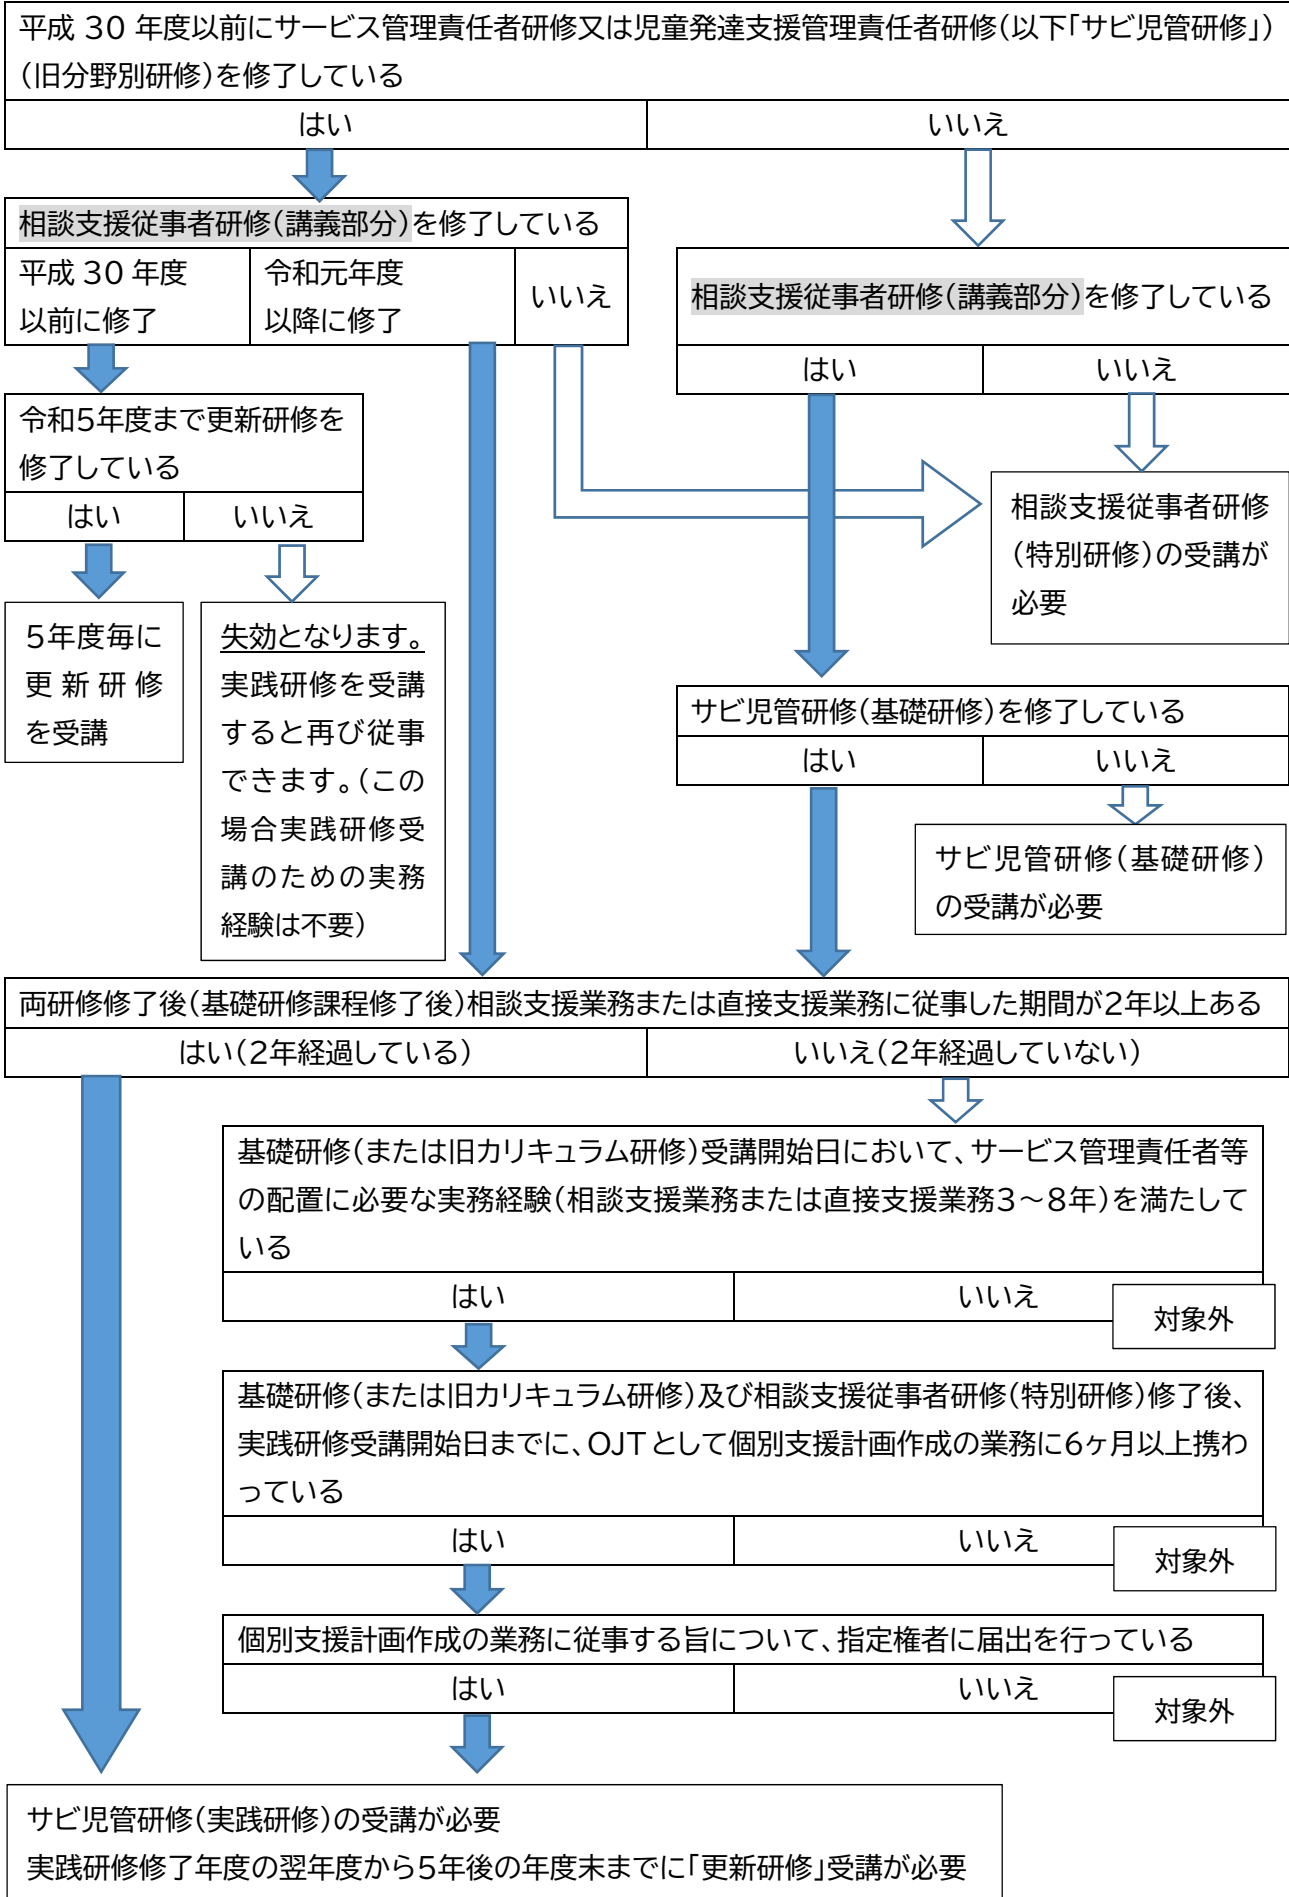 平成 30 年度以前にサービス管理責任者研修又は児童発達支援管理責任者研修(以下「サビ児管研修」)
(旧分野別研修)を修了している
はい
いいえ
相談支援従事者研修(講義部分)を修了している
平成 30 年度
以前に修了
令和元年度
以降に修了
いいえ
相談支援従事者研修(講義部分)を修了している
はい
いいえ
令和5年度まで更新研修を
修了している
はい
いいえ
相談支援従事者研修
(特別研修)の受講が
必要
5年度毎に
更新研修
を受講
失効となります。
実践研修を受講
すると再び従事
できます。(この
場合実践研修受
講のための実務
経験は不要)
サビ児管研修(基礎研修)を修了している
はい
いいえ
サビ児管研修(基礎研修)
の受講が必要
両研修修了後(基礎研修課程修了後)相談支援業務または直接支援業務に従事した期間が2年以上ある
はい(2年経過している)
いいえ(2年経過していない)
基礎研修(または旧カリキュラム研修)受講開始日において、サービス管理責任者等
の配置に必要な実務経験(相談支援業務または直接支援業務3~8年)を満たして
いる
はい
いいえ
対象外
基礎研修(または旧カリキュラム研修)及び相談支援従事者研修(特別研修)修了後、
実践研修受講開始日までに、OJTとして個別支援計画作成の業務に6ヶ月以上携わ
っている
はい
いいえ
対象外
個別支援計画作成の業務に従事する旨について、指定権者に届出を行っている
はい
いいえ
対象外
サビ児管研修(実践研修)の受講が必要
実践研修修了年度の翌年度から5年後の年度末までに「更新研修」受講が必要